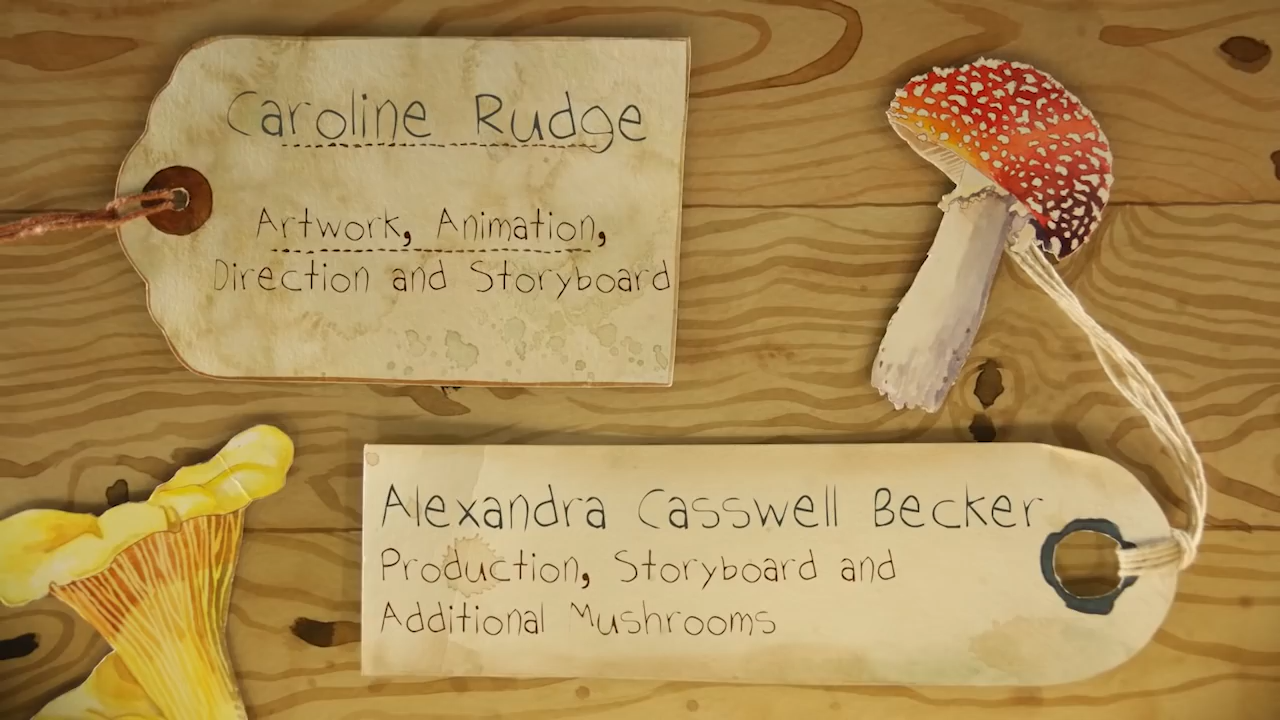 Caroline Rudge
Artwork, Animation,
Direction and Storyboard
Alexandra Casswell Becker
Production, Storyboard and
Additional Mushrooms